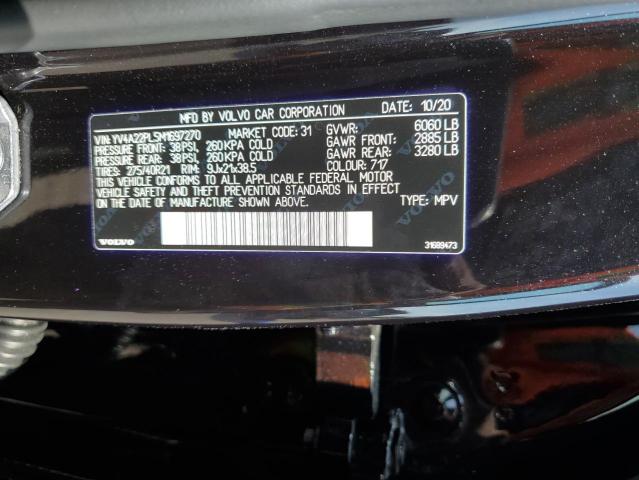 MFD BY VOLVO CAR CORPORATION DATE: 10/20
VIN: YV4A22PL5M1697270 MARKET CODE: 31 GVWR: 6060 LB
PRESSURE FRONT: 38PSI, 260KPA COLD GAWR FRONT: 2885 LB
PRESSURE REAR: 38PSI, 260KPA COLD GAWR REAR: 3280 LB
TIRES: 275/40R21 RIM: 9Jx21x38.5 COLOUR: 717
THIS VEHICLE CONFORMS TO ALL APPLICABLE FEDERAL MOTOR
VEHICLE SAFETY AND THEFT PREVENTION STANDARDS IN EFFECT
ON THE DATE OF MANUFACTURE SHOWN ABOVE. TYPE: MPV
VOLVO 31689473